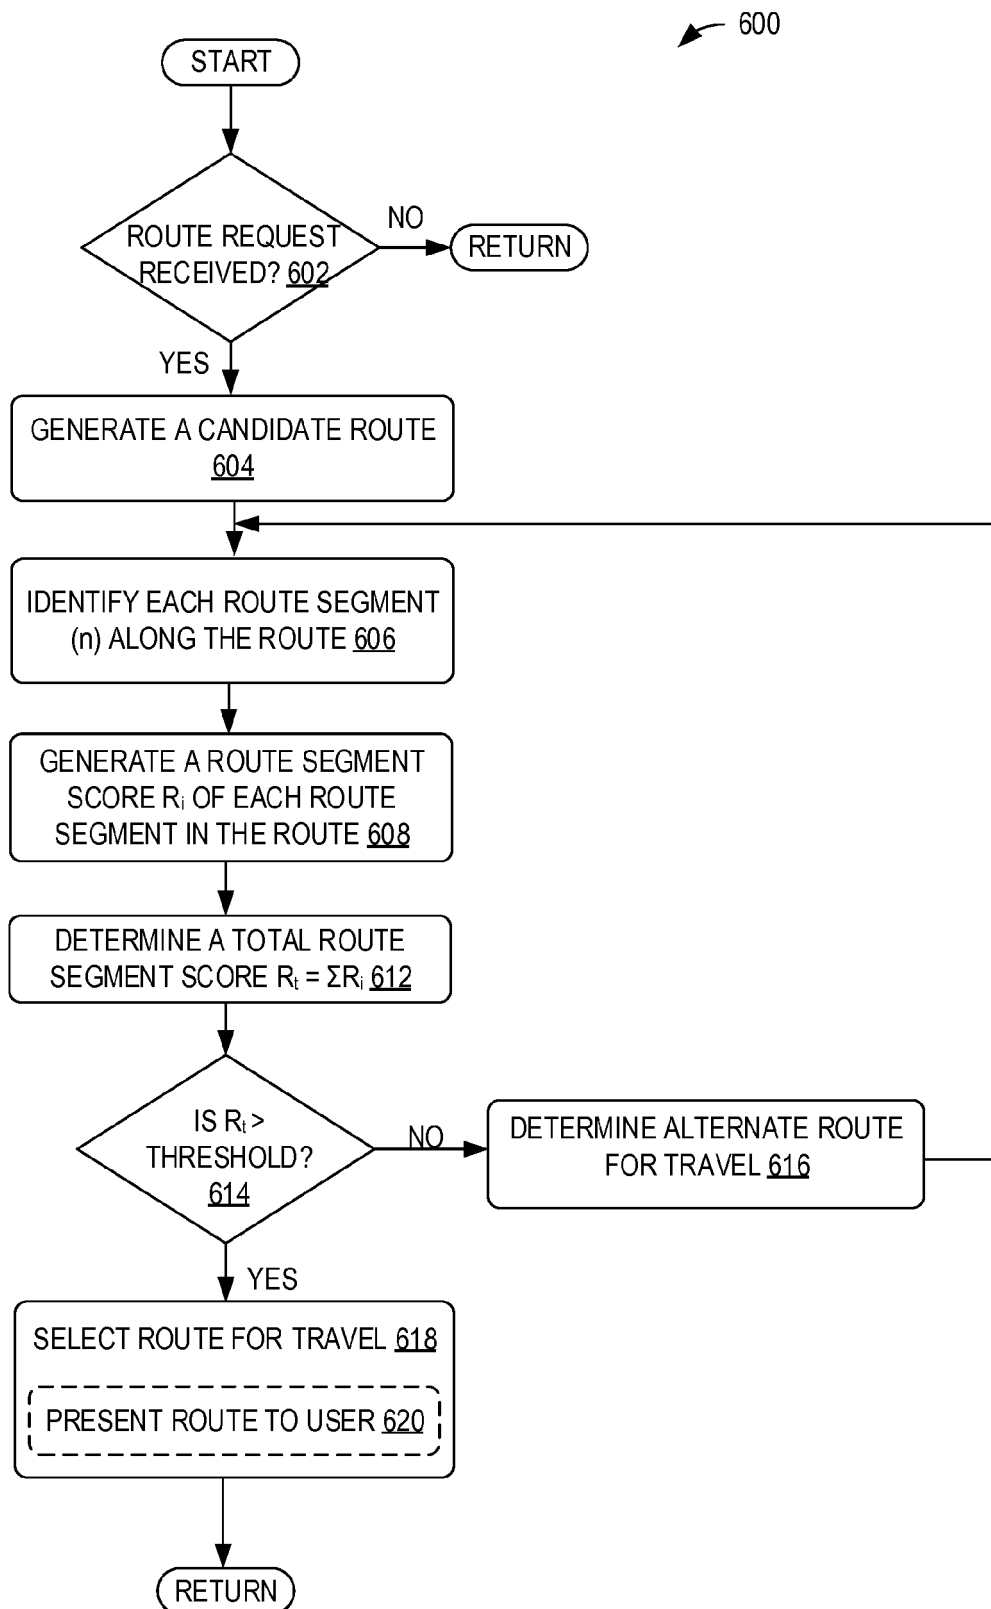 600
START
ROUTE REQUEST
RECEIVED? 602
NO
RETURN
YES
GENERATE A CANDIDATE ROUTE
604
IDENTIFY EACH ROUTE SEGMENT
(n) ALONG THE ROUTE 606
GENERATE A ROUTE SEGMENT
SCORE Rᵢ OF EACH ROUTE
SEGMENT IN THE ROUTE 608
DETERMINE A TOTAL ROUTE
SEGMENT SCORE Rₜ = ΣRᵢ 612
IS Rₜ >
THRESHOLD?
614
NO
DETERMINE ALTERNATE ROUTE
FOR TRAVEL 616
YES
SELECT ROUTE FOR TRAVEL 618
PRESENT ROUTE TO USER 620
RETURN